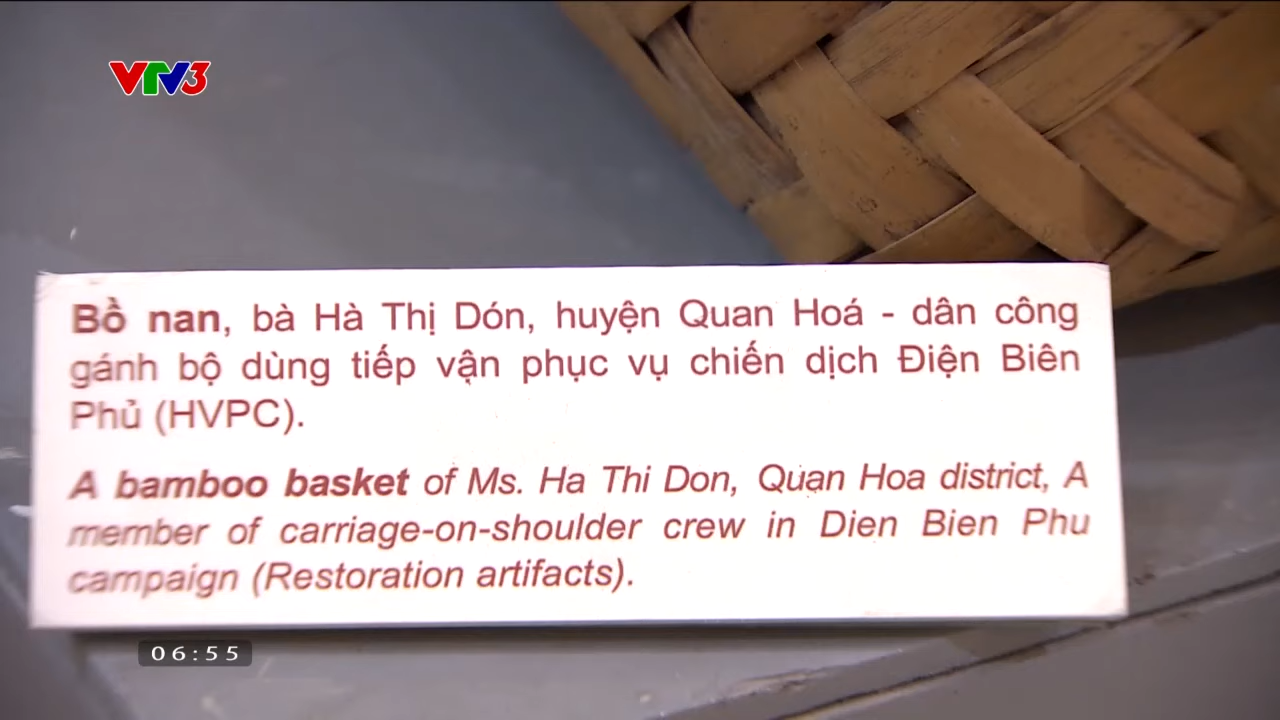 VTV3
Bồ nan, bà Hà Thị Dón, huyện Quan Hoá - dân công
gánh bộ dùng tiếp vận phục vụ chiến dịch Điện Biên
Phủ (HVPC).
A bamboo basket of Ms. Ha Thi Don, Quan Hoa district, A
member of carriage-on-shoulder crew in Dien Bien Phu
campaign (Restoration artifacts).
06:55